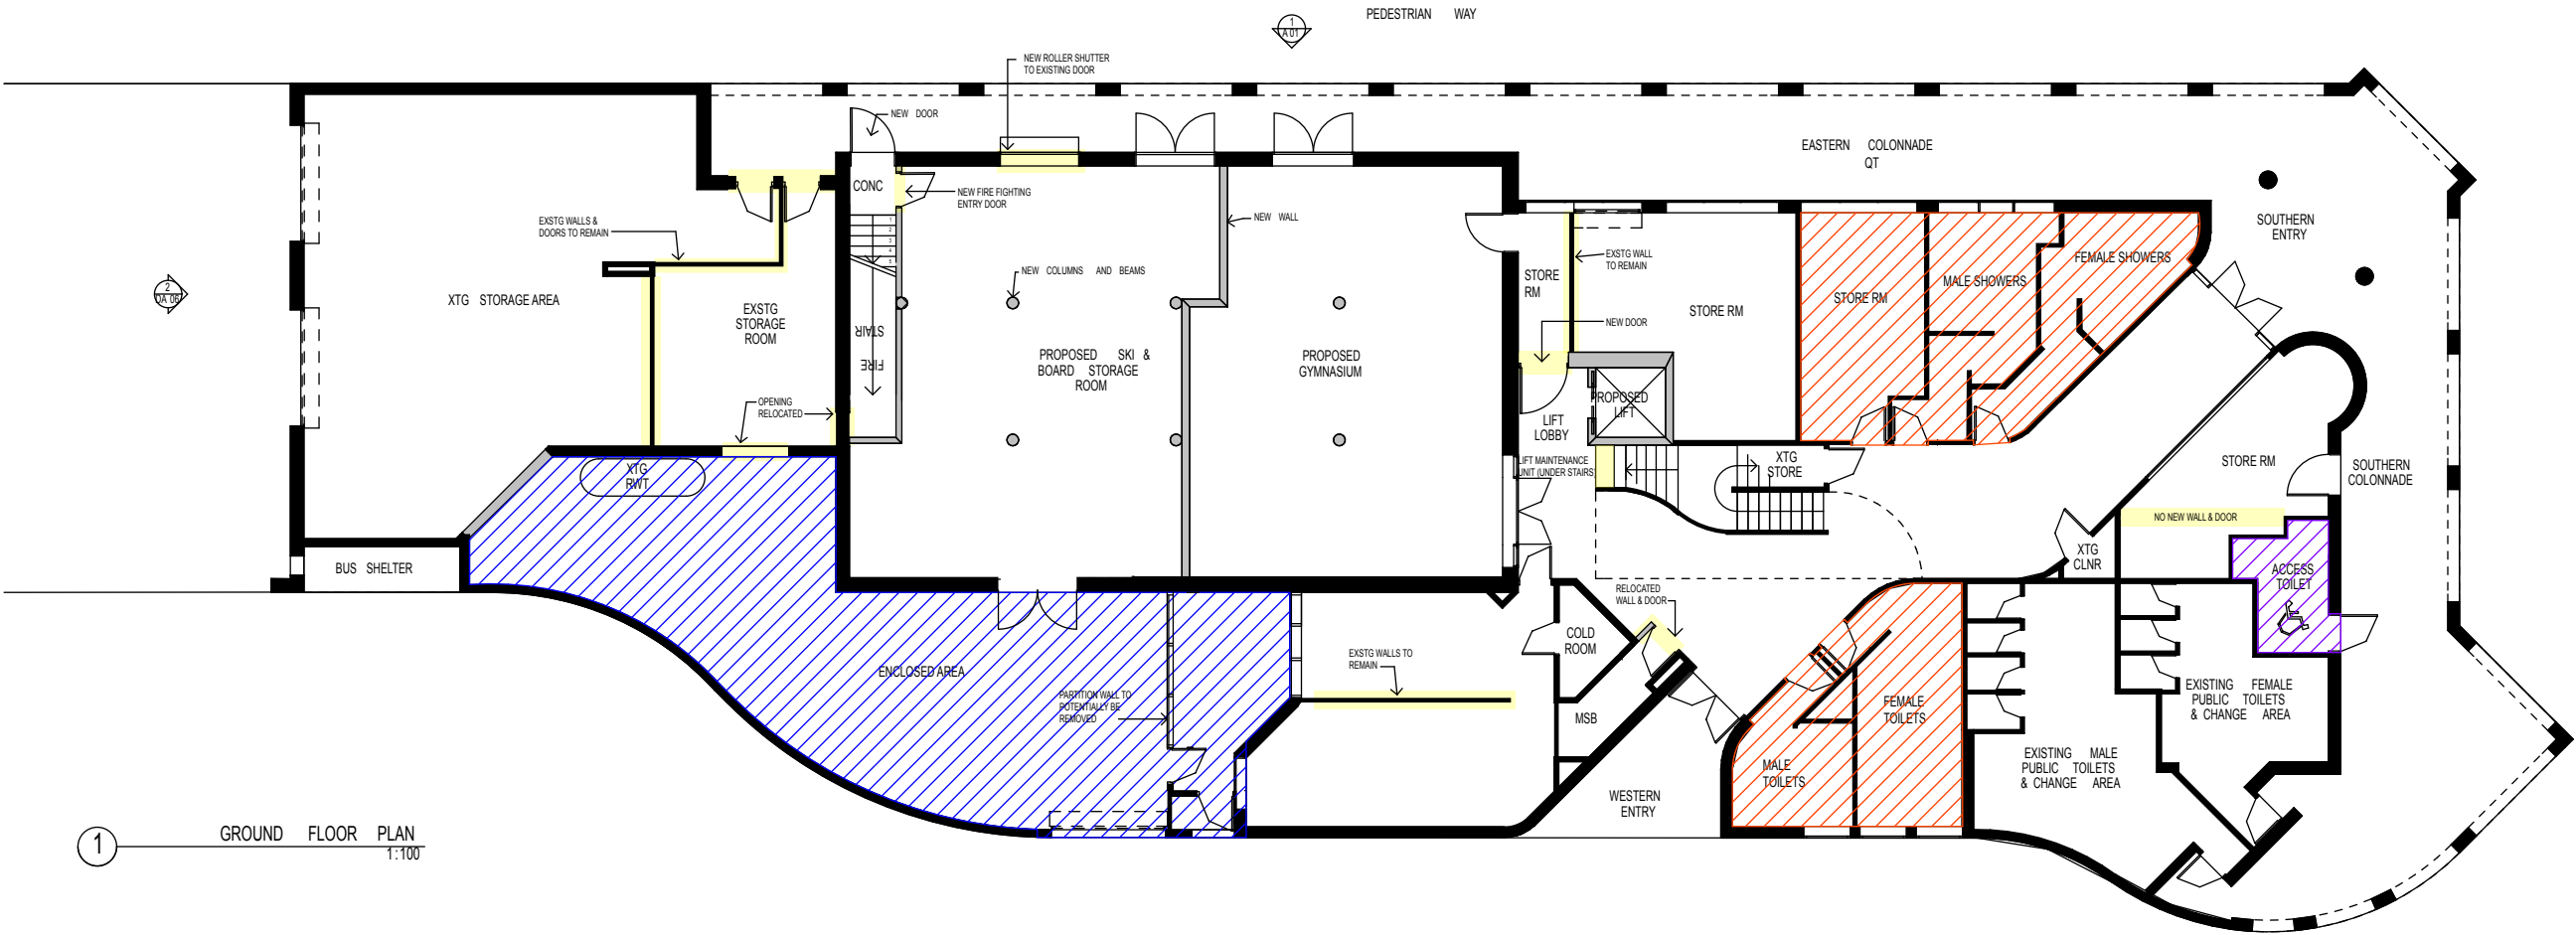 PEDESTRIAN WAY
1
A 01
NEW ROLLER SHUTTER
TO EXISTING DOOR
NEW DOOR
EASTERN COLONNADE
QT
CONC
NEW FIRE FIGHTING
ENTRY DOOR
EXSTG WALLS &
DOORS TO REMAIN
NEW WALL
SOUTHERN
ENTRY
1
2
3
4
5
EXSTG WALL
TO REMAIN
FEMALE SHOWERS
MALE SHOWERS
STORE RM
STORE
RM
NEW COLUMNS AND BEAMS
2
DA 06
XTG STORAGE AREA
EXSTG
STORAGE
ROOM
STORE RM
NEW DOOR
FIRE
STAIR
PROPOSED SKI &
BOARD STORAGE
ROOM
PROPOSED
GYMNASIUM
PROPOSED
LIFT
OPENING
RELOCATED
LIFT
LOBBY
LIFT MAINTENANCE
UNIT (UNDER STAIRS)
XTG
STORE
XTG
RWT
STORE RM
SOUTHERN
COLONNADE
NO NEW WALL & DOOR
BUS SHELTER
XTG
CLNR
ACCESS
TOILET
RELOCATED
WALL & DOOR
COLD
ROOM
EXSTG WALLS TO
REMAIN
ENCLOSED AREA
PARTITION WALL TO
POTENTIALLY BE
REMOVED
MSB
FEMALE
TOILETS
EXISTING FEMALE
PUBLIC TOILETS
& CHANGE AREA
MALE
TOILETS
EXISTING MALE
PUBLIC TOILETS
& CHANGE AREA
WESTERN
ENTRY
1
GROUND FLOOR PLAN
1:100